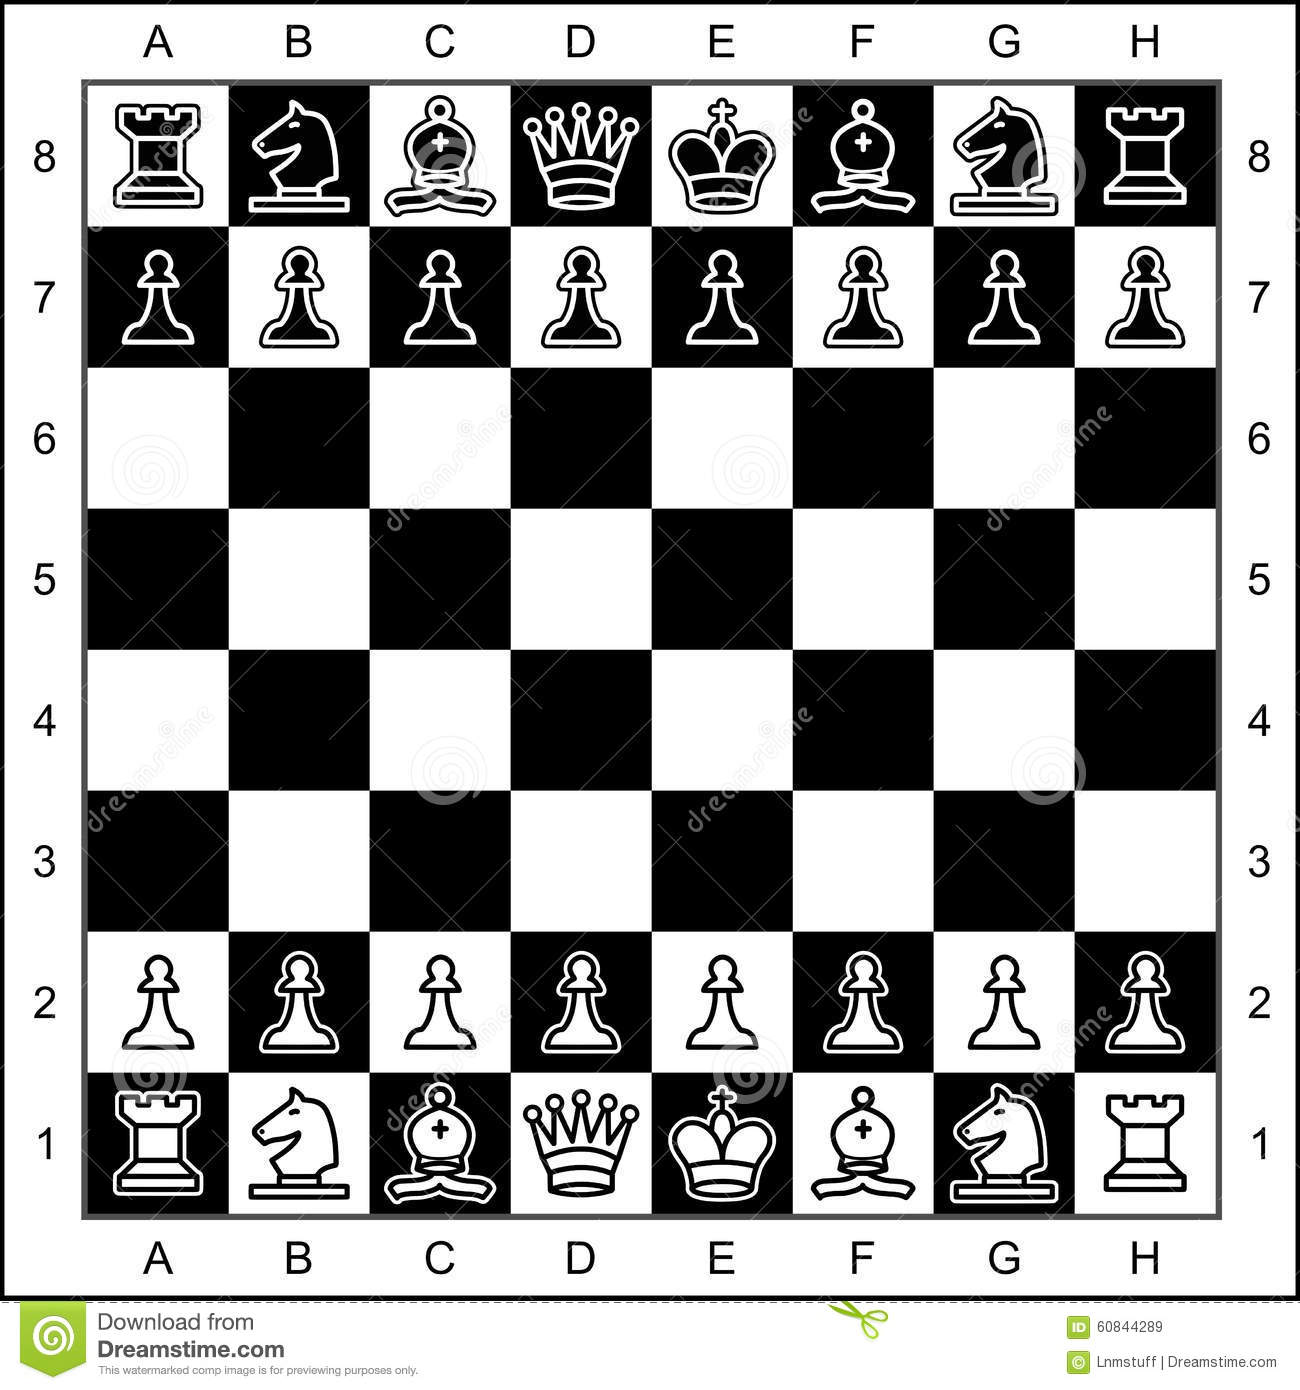 A B C D E F G H
8 8
7 7
6 6
5 5
4 4
3 3
2 2
1 1
A B C D E F G H
dreamstime
Download from
Dreamstime.com
This watermarked comp image is for previewing purposes only.
ID 60844289
© Lnmstuff | Dreamstime.com